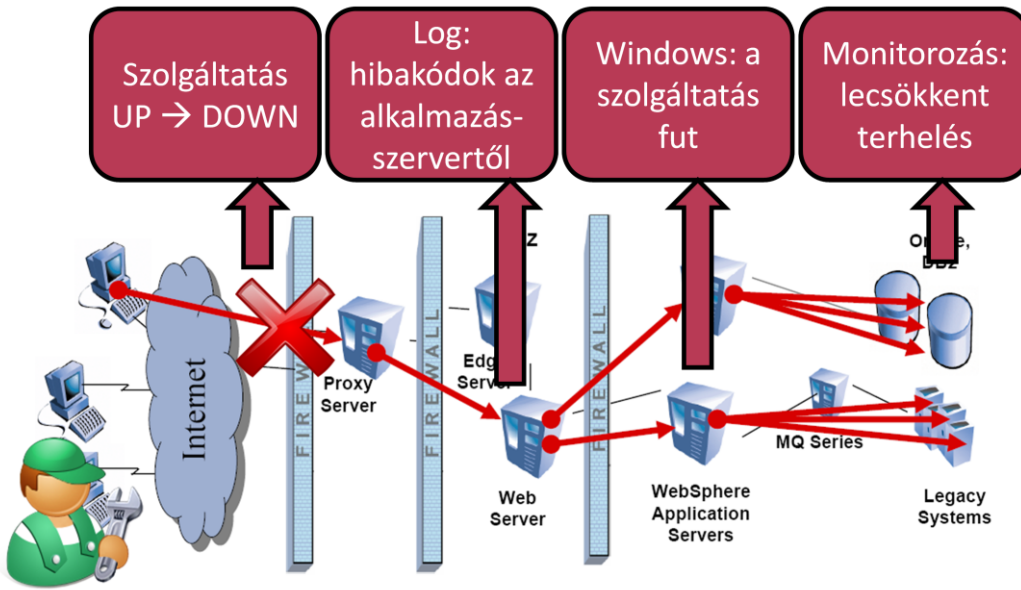 Szolgáltatás
UP → DOWN
Log:
hibakódok az
alkalmazás-
szervertől
Windows: a
szolgáltatás
fut
Monitorozás:
lecsökkent
terhelés
Internet
FIREWALL
Proxy
Server
FIREWALL
Server
Web
Server
FIREWALL
WebSphere
Application
Servers
MQ Series
Legacy
Systems